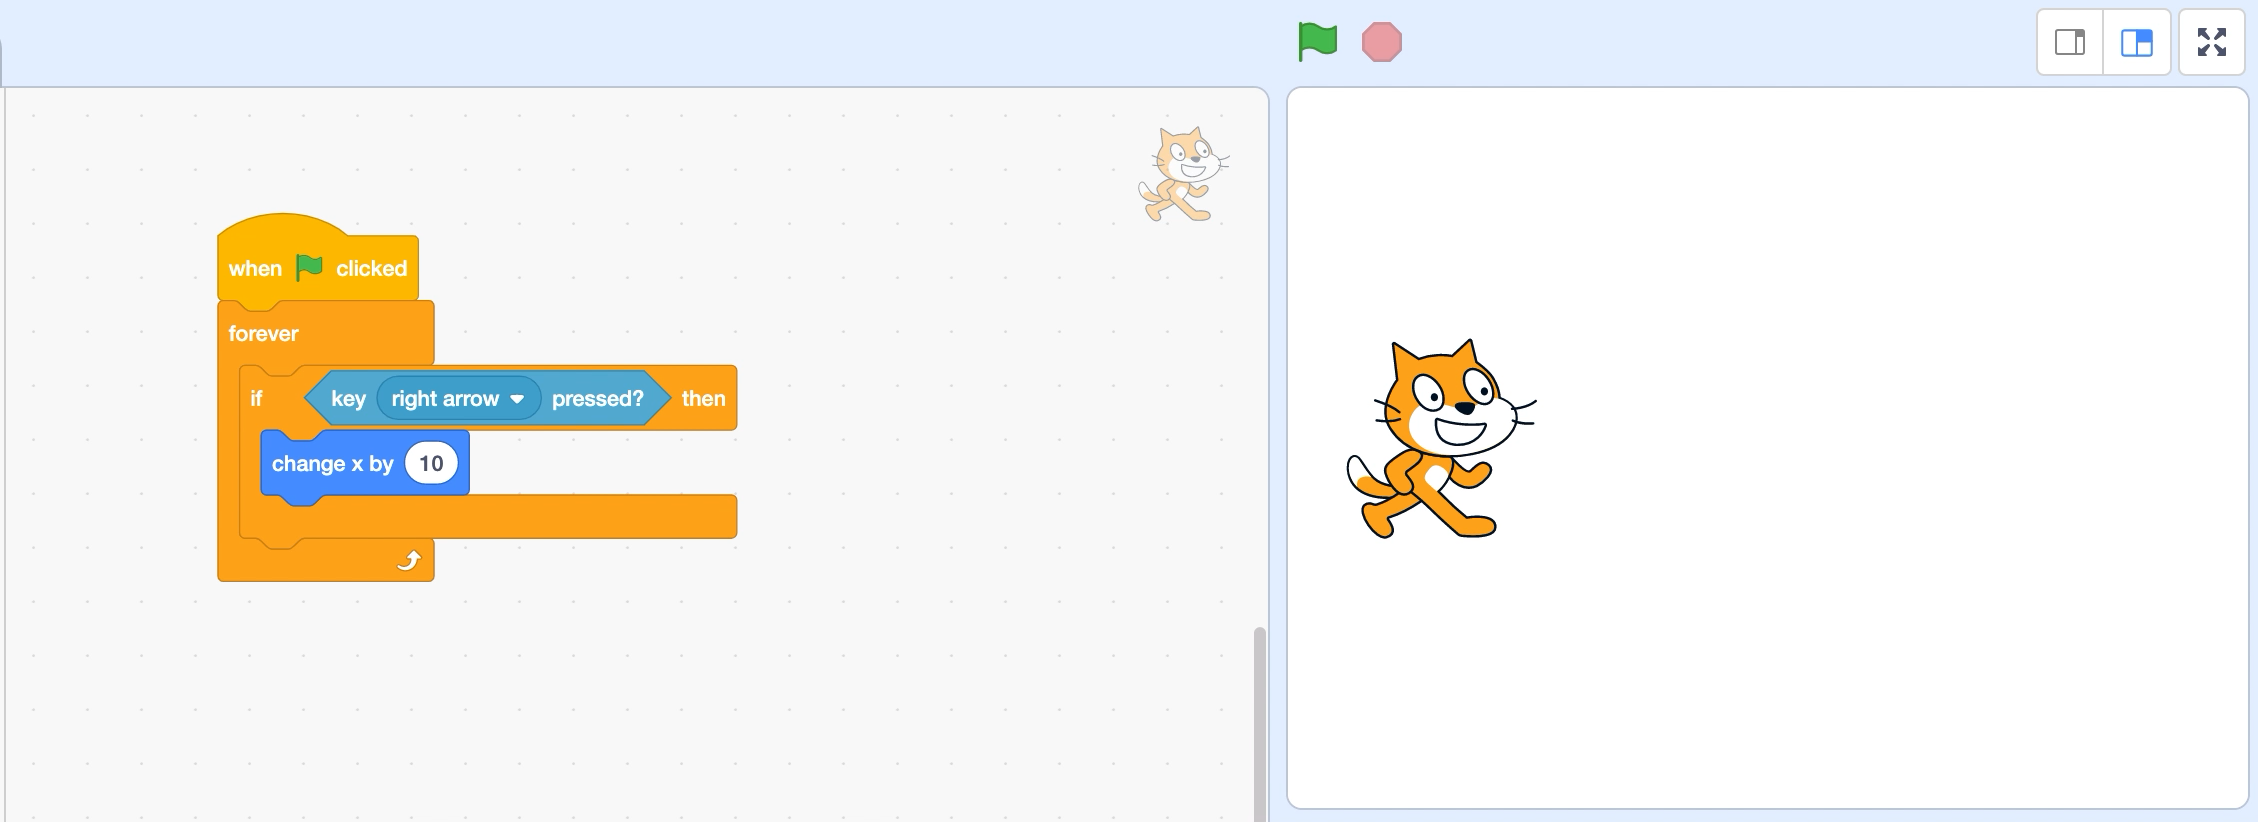 when clicked
forever
if key right arrow pressed? then
change x by 10